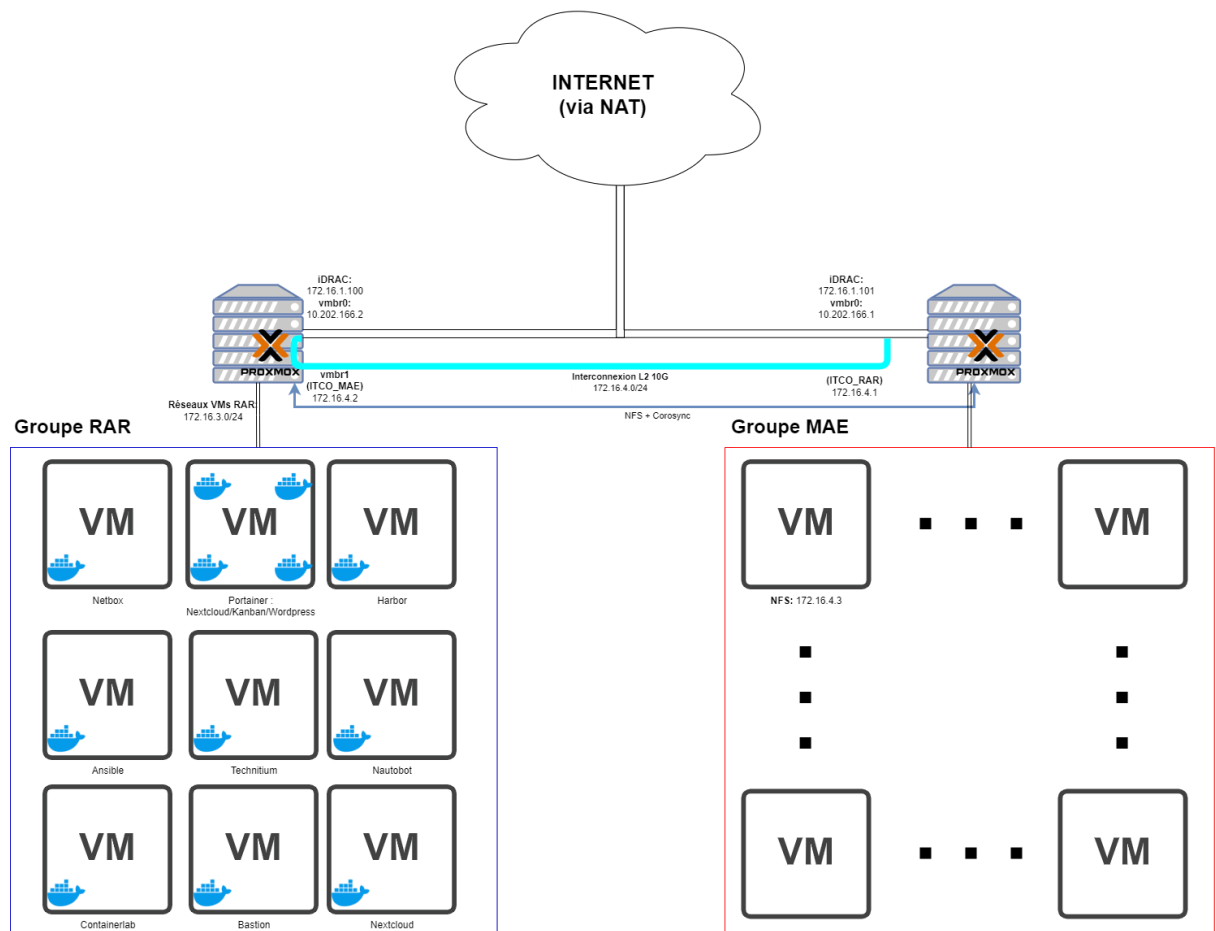 INTERNET
(via NAT)
iDRAC:
172.16.1.100
vmbr0:
10.202.166.2
iDRAC:
172.16.1.101
vmbr0:
10.202.166.1
PROXMOX
PROXMOX
vmbr1
(ITCO_MAE)
172.16.4.2
Interconnexion L2 10G
172.16.4.0/24
(ITCO_RAR)
172.16.4.1
NFS + Corosync
Réseaux VMs RAR:
172.16.3.0/24
Groupe RAR
VM
VM
VM
Netbox
Portainer :
Nextcloud/Kanban/Wordpress
Harbor
VM
VM
VM
Ansible
Technitium
Nautobot
VM
VM
VM
Containerlab
Bastion
Nextcloud
Groupe MAE
VM
VM
NFS: 172.16.4.3
VM
VM